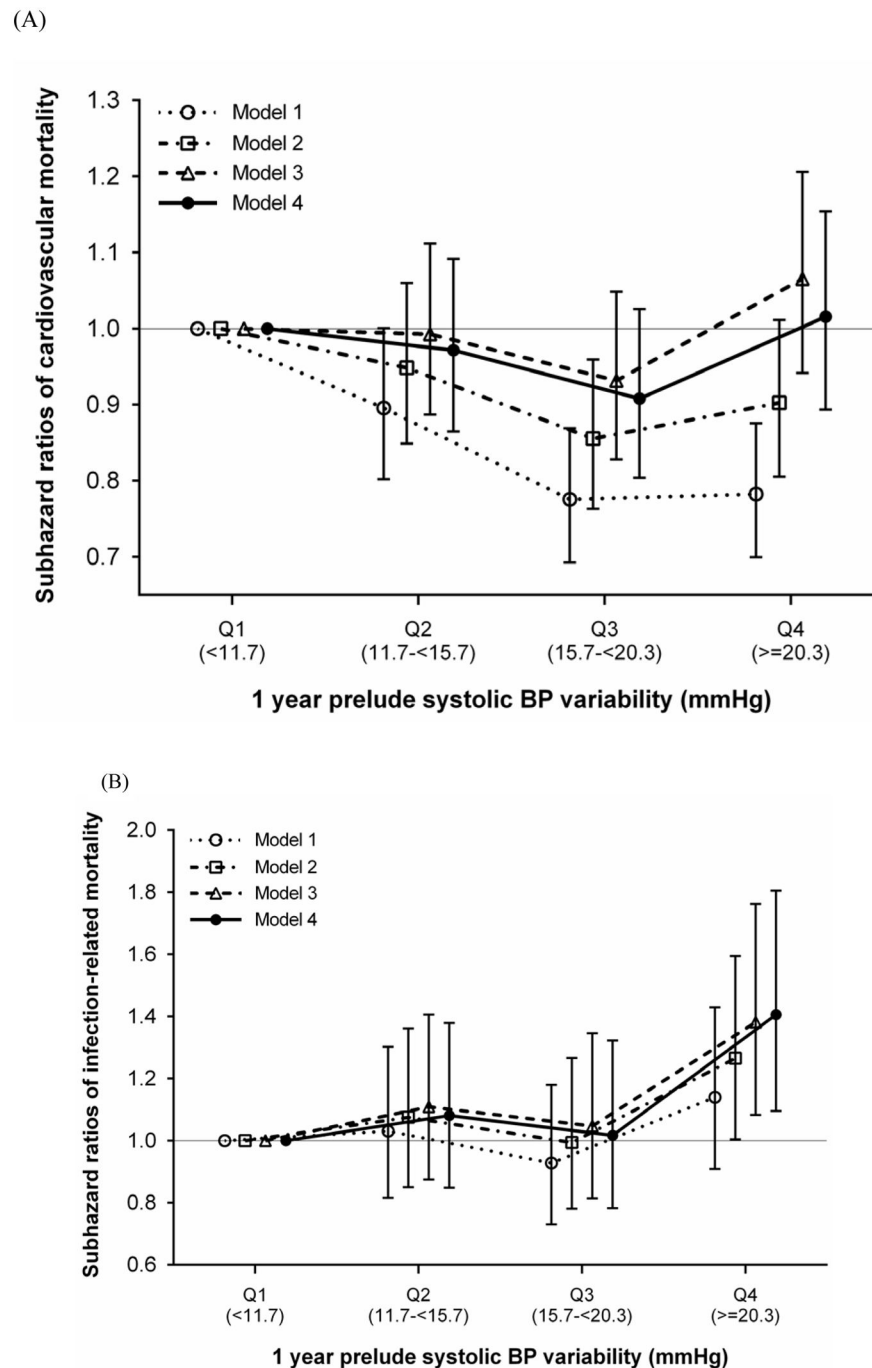 (A)
Subhazard ratios of cardiovascular mortality
1.3
1.2
1.1
1.0
0.9
0.8
0.7
Model 1
Model 2
Model 3
Model 4
Q1
(<11.7)
Q2
(11.7-<15.7)
Q3
(15.7-<20.3)
Q4
(>=20.3)
1 year prelude systolic BP variability (mmHg)
(B)
Subhazard ratios of infection-related mortality
2.0
1.8
1.6
1.4
1.2
1.0
0.8
0.6
Model 1
Model 2
Model 3
Model 4
Q1
(<11.7)
Q2
(11.7-<15.7)
Q3
(15.7-<20.3)
Q4
(>=20.3)
1 year prelude systolic BP variability (mmHg)